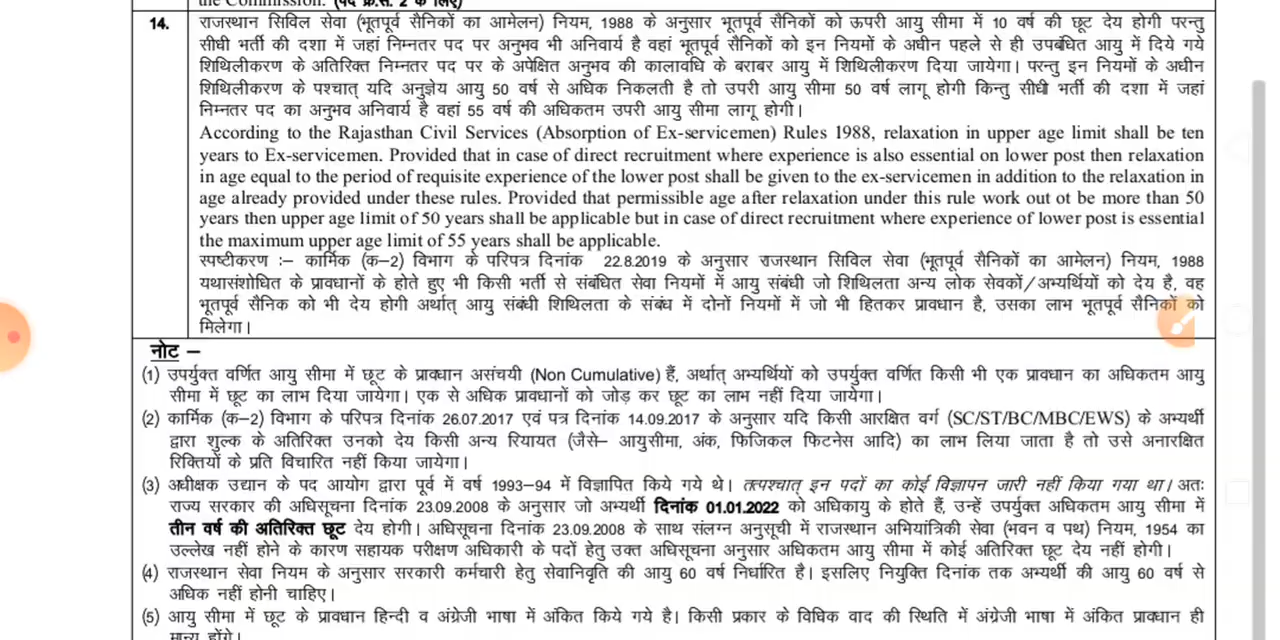 the Commission. (पद क्र.सं. 2 के लिए)
14. राजस्थान सिविल सेवा (भूतपूर्व सैनिकों का आमेलन) नियम, 1988 के अनुसार भूतपूर्व सैनिकों को ऊपरी आयु सीमा में 10 वर्ष की छूट देय होगी परन्तु
सीधी भर्ती की दशा में जहां निम्नतर पद पर अनुभव भी अनिवार्य है वहां भूतपूर्व सैनिकों को इन नियमों के अधीन पहले से ही उपबंधित आयु में दिये गये
शिथिलीकरण के अतिरिक्त निम्नतर पद पर के अपेक्षित अनुभव की कालावधि के बराबर आयु में शिथिलीकरण दिया जायेगा। परन्तु इन नियमों के अधीन
शिथिलीकरण के पश्चात् यदि अनुज्ञेय आयु 50 वर्ष से अधिक निकलती है तो उपरी आयु सीमा 50 वर्ष लागू होगी किन्तु सीधी भर्ती की दशा में जहां
निम्नतर पद का अनुभव अनिवार्य है वहां 55 वर्ष की अधिकतम उपरी आयु सीमा लागू होगी।
According to the Rajasthan Civil Services (Absorption of Ex-servicemen) Rules 1988, relaxation in upper age limit shall be ten
years to Ex-servicemen. Provided that in case of direct recruitment where experience is also essential on lower post then relaxation
in age equal to the period of requisite experience of the lower post shall be given to the ex-servicemen in addition to the relaxation in
age already provided under these rules. Provided that permissible age after relaxation under this rule work out ot be more than 50
years then upper age limit of 50 years shall be applicable but in case of direct recruitment where experience of lower post is essential
the maximum upper age limit of 55 years shall be applicable.
स्पष्टीकरण :– कार्मिक (क–2) विभाग के परिपत्र दिनांक 22.8.2019 के अनुसार राजस्थान सिविल सेवा (भूतपूर्व सैनिकों का आमेलन) नियम, 1988
यथासंशोधित के प्रावधानों के होते हुए भी किसी भर्ती से संबंधित सेवा नियमों में आयु संबंधी जो शिथिलता अन्य लोक सेवकों/अभ्यर्थियों को देय है, वह
भूतपूर्व सैनिक को भी देय होगी अर्थात् आयु संबंधी शिथिलता के संबंध में दोनों नियमों में जो भी हितकर प्रावधान है, उसका लाभ भूतपूर्व सैनिकों को
मिलेगा।
नोट –
(1) उपर्युक्त वर्णित आयु सीमा में छूट के प्रावधान असंचयी (Non Cumulative) हैं, अर्थात् अभ्यर्थियों को उपर्युक्त वर्णित किसी भी एक प्रावधान का अधिकतम आयु
सीमा में छूट का लाभ दिया जायेगा। एक से अधिक प्रावधानों को जोड़ कर छूट का लाभ नहीं दिया जायेगा।
(2) कार्मिक (क–2) विभाग के परिपत्र दिनांक 26.07.2017 एवं पत्र दिनांक 14.09.2017 के अनुसार यदि किसी आरक्षित वर्ग (SC/ST/BC/MBC/EWS) के अभ्यर्थी
द्वारा शुल्क के अतिरिक्त उनको देय किसी अन्य रियायत (जैसे– आयुसीमा, अंक, फिजिकल फिटनेस आदि) का लाभ लिया जाता है तो उसे अनारक्षित
रिक्तियों के प्रति विचारित नहीं किया जायेगा।
(3) अधीक्षक उद्यान के पद आयोग द्वारा पूर्व में वर्ष 1993–94 में विज्ञापित किये गये थे। तत्पश्चात् इन पदों का कोई विज्ञापन जारी नहीं किया गया था। अतः
राज्य सरकार की अधिसूचना दिनांक 23.09.2008 के अनुसार जो अभ्यर्थी दिनांक 01.01.2022 को अधिकायु के होते हैं, उन्हें उपर्युक्त अधिकतम आयु सीमा में
तीन वर्ष की अतिरिक्त छूट देय होगी। अधिसूचना दिनांक 23.09.2008 के साथ संलग्न अनुसूची में राजस्थान अभियांत्रिकी सेवा (भवन व पथ) नियम, 1954 का
उल्लेख नहीं होने के कारण सहायक परीक्षण अधिकारी के पदों हेतु उक्त अधिसूचना अनुसार अधिकतम आयु सीमा में कोई अतिरिक्त छूट देय नहीं होगी।
(4) राजस्थान सेवा नियम के अनुसार सरकारी कर्मचारी हेतु सेवानिवृति की आयु 60 वर्ष निर्धारित है। इसलिए नियुक्ति दिनांक तक अभ्यर्थी की आयु 60 वर्ष से
अधिक नहीं होनी चाहिए।
(5) आयु सीमा में छूट के प्रावधान हिन्दी व अंग्रेजी भाषा में अंकित किये गये है। किसी प्रकार के विधिक वाद की स्थिति में अंग्रेजी भाषा में अंकित प्रावधान ही
मान्य होंगे।